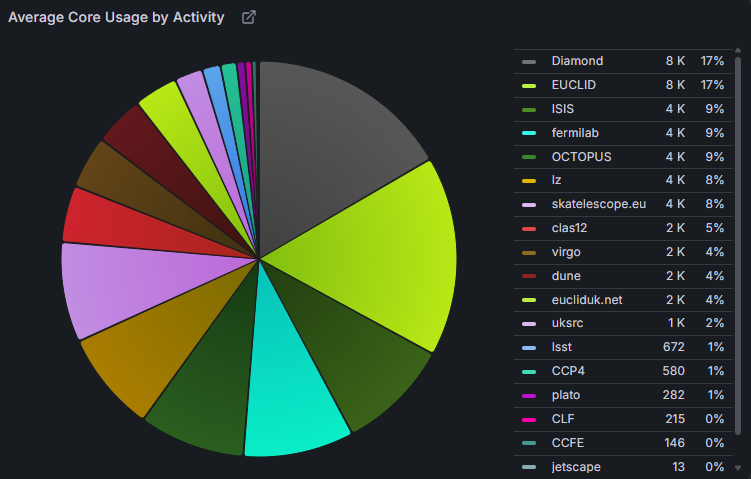 Average Core Usage by Activity
Diamond 8 K 17%
EUCLID 8 K 17%
ISIS 4 K 9%
fermilab 4 K 9%
OCTOPUS 4 K 9%
lz 4 K 8%
skatelescope.eu 4 K 8%
clas12 2 K 5%
virgo 2 K 4%
dune 2 K 4%
eucliduk.net 2 K 4%
uksrc 1 K 2%
lsst 672 1%
CCP4 580 1%
plato 282 1%
CLF 215 0%
CCFE 146 0%
jetscape 13 0%